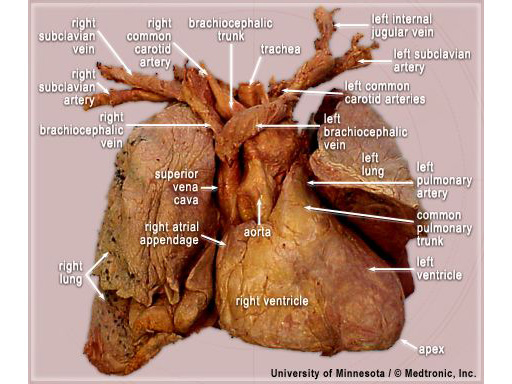 right
subclavian
vein
right
common
carotid
artery
brachiocephalic
trunk
trachea
left internal
jugular vein
left subclavian
artery
right
subclavian
artery
left common
carotid arteries
right
brachiocephalic
vein
left
brachiocephalic
vein
left
lung
left
pulmonary
artery
superior
vena
cava
common
pulmonary
trunk
right atrial
appendage
aorta
left
ventricle
right
lung
right ventricle
apex
University of Minnesota / © Medtronic, Inc.